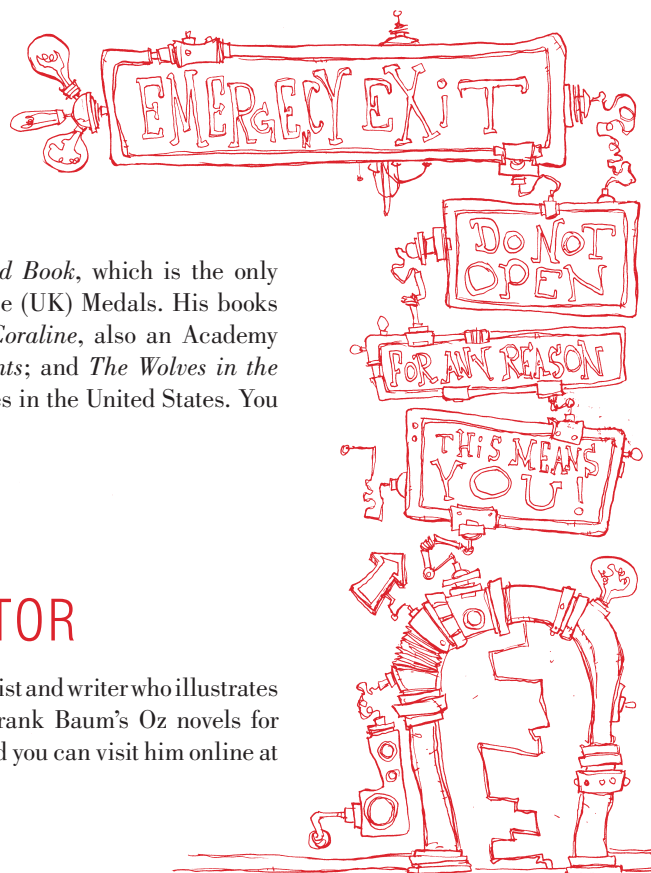 EMERGENCY EXiT
DO NOT
OPEN
FOR ANY REASON
THiS MEANS
YOU!
d Book, which is the only
e (UK) Medals. His books
Coraline, also an Academy
nts; and The Wolves in the
es in the United States. You
TOR
ist and writer who illustrates
rank Baum's Oz novels for
d you can visit him online at